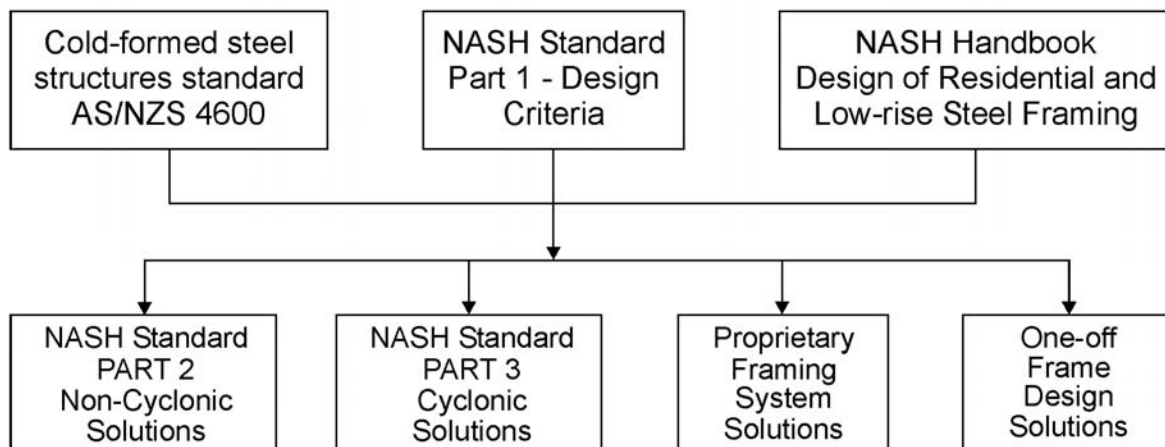 Cold-formed steel
structures standard
AS/NZS 4600
NASH Standard
Part 1 - Design
Criteria
NASH Handbook
Design of Residential and
Low-rise Steel Framing
NASH Standard
PART 2
Non-Cyclonic
Solutions
NASH Standard
PART 3
Cyclonic
Solutions
Proprietary
Framing
System
Solutions
One-off
Frame
Design
Solutions